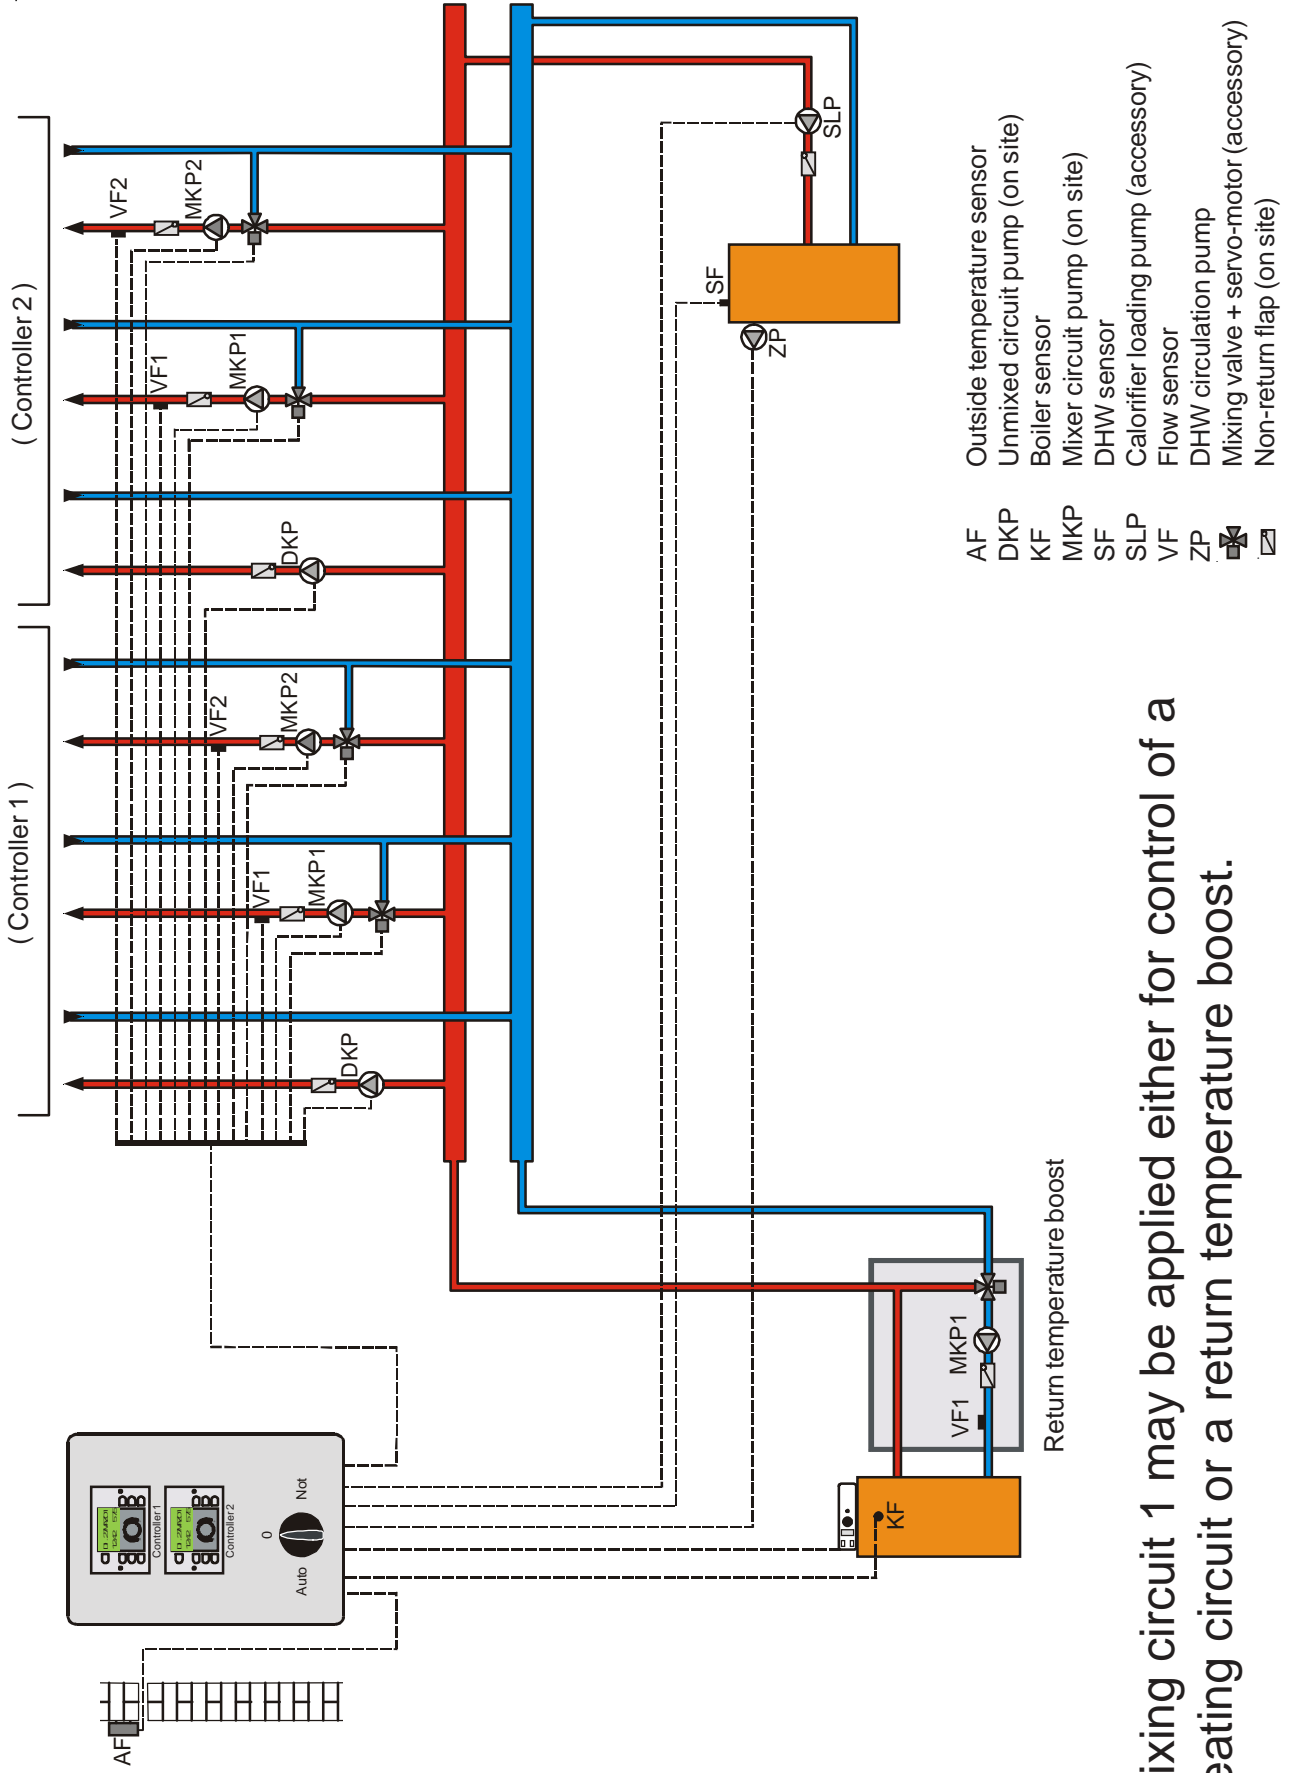 ( Controller 1 )
( Controller 2 )
DKP
VF1
MKP1
VF2
MKP2
DKP
VF1
MKP1
VF2
MKP2
AF
Controller 1
Controller 2
Auto
0
Not
KF
VF1
MKP1
Return temperature boost
ZP
SF
SLP
AF Outside temperature sensor
DKP Unmixed circuit pump (on site)
KF Boiler sensor
MKP Mixer circuit pump (on site)
SF DHW sensor
SLP Calorifier loading pump (accessory)
VF Flow sensor
ZP DHW circulation pump
Mixing valve + servo-motor (accessory)
Non-return flap (on site)
ixing circuit 1 may be applied either for control of a
eating circuit or a return temperature boost.